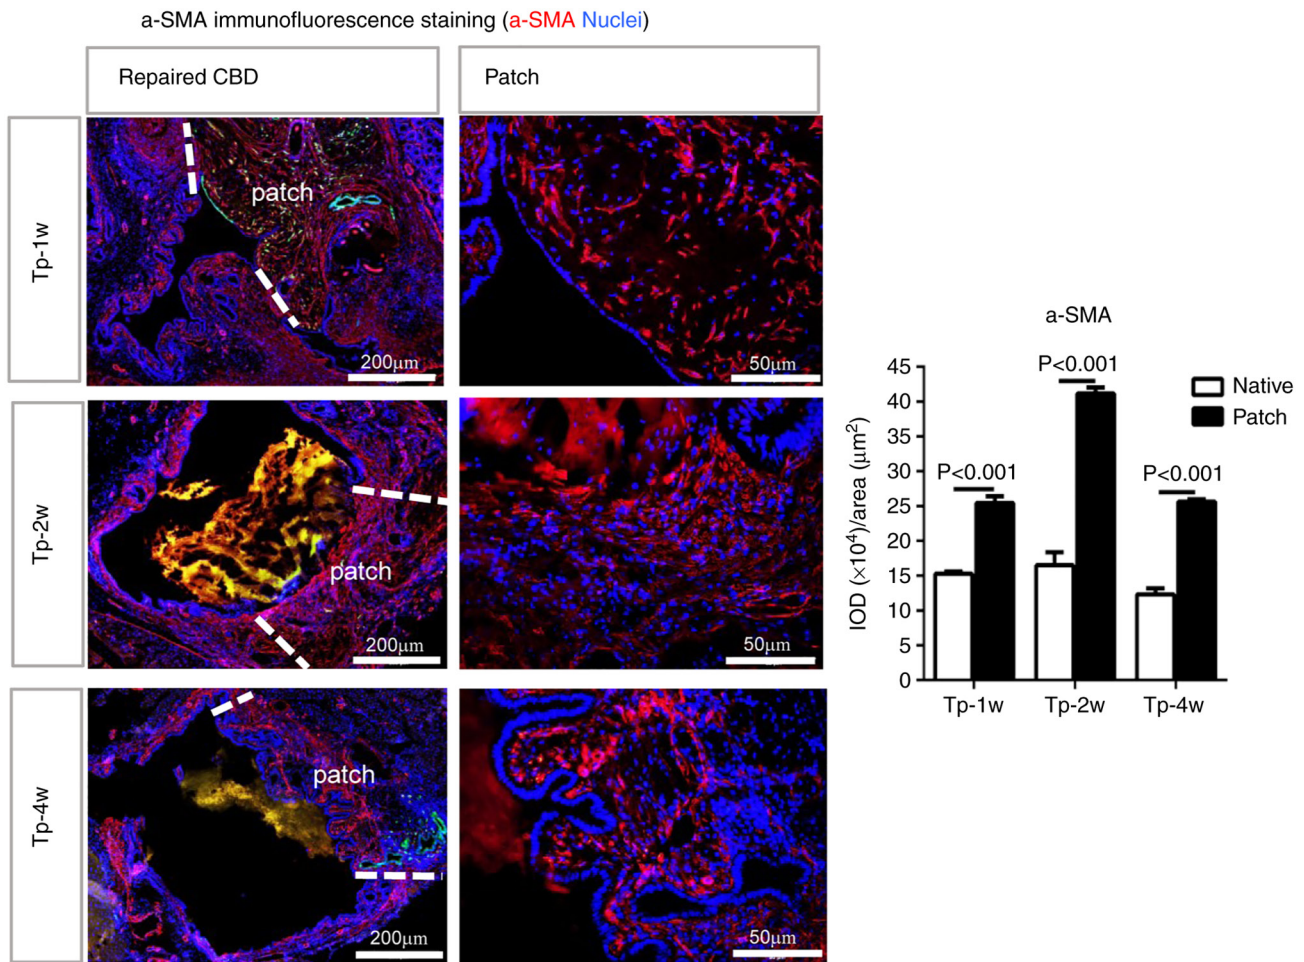 a-SMA immunofluorescence staining (a-SMA Nuclei)
Repaired CBD
Patch
Tp-1w
patch
200μm
50μm
Tp-2w
patch
200μm
50μm
Tp-4w
patch
200μm
50μm
a-SMA
IOD (×10⁴)/area (μm²)
45
40
35
30
25
20
15
10
5
0
P<0.001
P<0.001
P<0.001
Native
Patch
Tp-1w
Tp-2w
Tp-4w